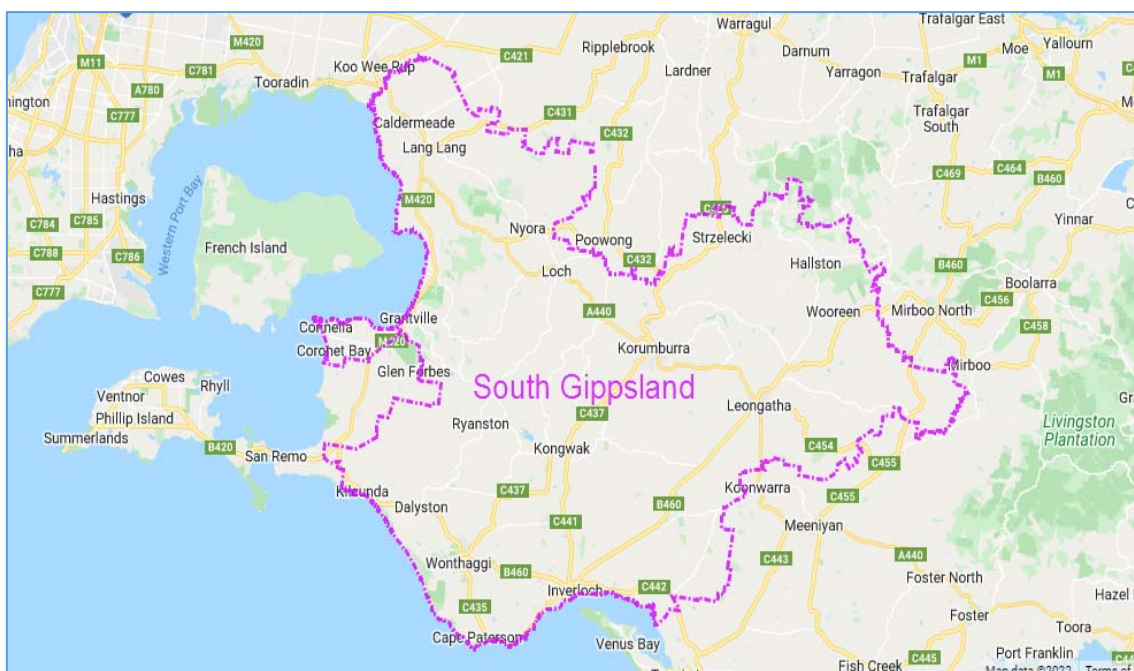 Warragul
Trafalgar East
M420
Ripplebrook
Yallourn
M11
C781
Koo Wee Rup
C421
Darnum
Moe
Tooradin
Lardner
Yarragon
M1
M1
A780
Trafalgar
C777
C431
Trafalgar
South
Caldermeade
C432
Lang Lang
C469
C464
B460
Hastings
M420
Yinnar
C784
C785
Western Port Bay
Nyora
Poowong
Strzelecki
C788
C786
French Island
C432
Hallston
B460
Loch
Boolarra
C777
A440
Wooreen
C456
Mirboo North
Corinella
Grantville
C458
Coronet Bay
Korumburra
Mirboo
Glen Forbes
Cowes
Rhyll
South Gippsland
Ventnor
Leongatha
Phillip Island
C437
Livingston
Plantation
Summerlands
Ryanston
B420
Kongwak
C454
San Remo
C455
Kilcunda
C437
Koonwarra
C455
Dalyston
B460
C441
Meeniyan
A440
Wonthaggi
B460
C443
Inverloch
C442
Foster North
C435
Foster
Cape Paterson
Toora
Venus Bay
Port Franklin
Fish Creek
Map data ©2022